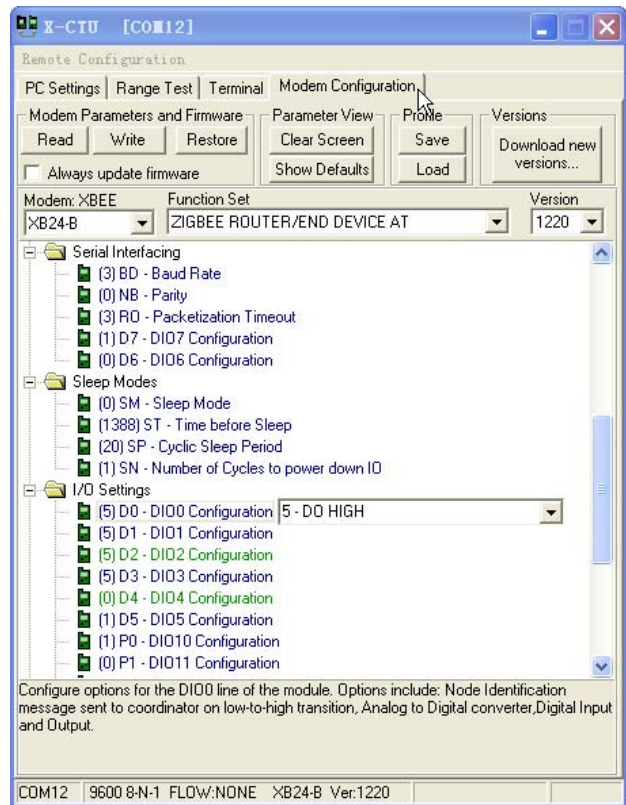 X-CTU [COM12]
Remote Configuration
PC Settings Range Test Terminal Modem Configuration
Modem Parameters and Firmware Parameter View Profile Versions
Read Write Restore Clear Screen Save Download new versions...
Always update firmware Show Defaults Load
Modem: XBEE Function Set Version
XB24-B ZIGBEE ROUTER/END DEVICE AT 1220
Serial Interfacing
(3) BD - Baud Rate
(0) NB - Parity
(3) RO - Packetization Timeout
(1) D7 - DIO7 Configuration
(0) D6 - DIO6 Configuration
Sleep Modes
(0) SM - Sleep Mode
(1388) ST - Time before Sleep
(20) SP - Cyclic Sleep Period
(1) SN - Number of Cycles to power down IO
I/O Settings
(5) D0 - DIO0 Configuration 5 - DO HIGH
(5) D1 - DIO1 Configuration
(5) D2 - DIO2 Configuration
(5) D3 - DIO3 Configuration
(0) D4 - DIO4 Configuration
(1) D5 - DIO5 Configuration
(1) P0 - DIO10 Configuration
(0) P1 - DIO11 Configuration
Configure options for the DIO0 line of the module. Options include: Node Identification
message sent to coordinator on low-to-high transition, Analog to Digital converter,Digital Input
and Output.
COM12 9600 8-N-1 FLOW:NONE XB24-B Ver:1220